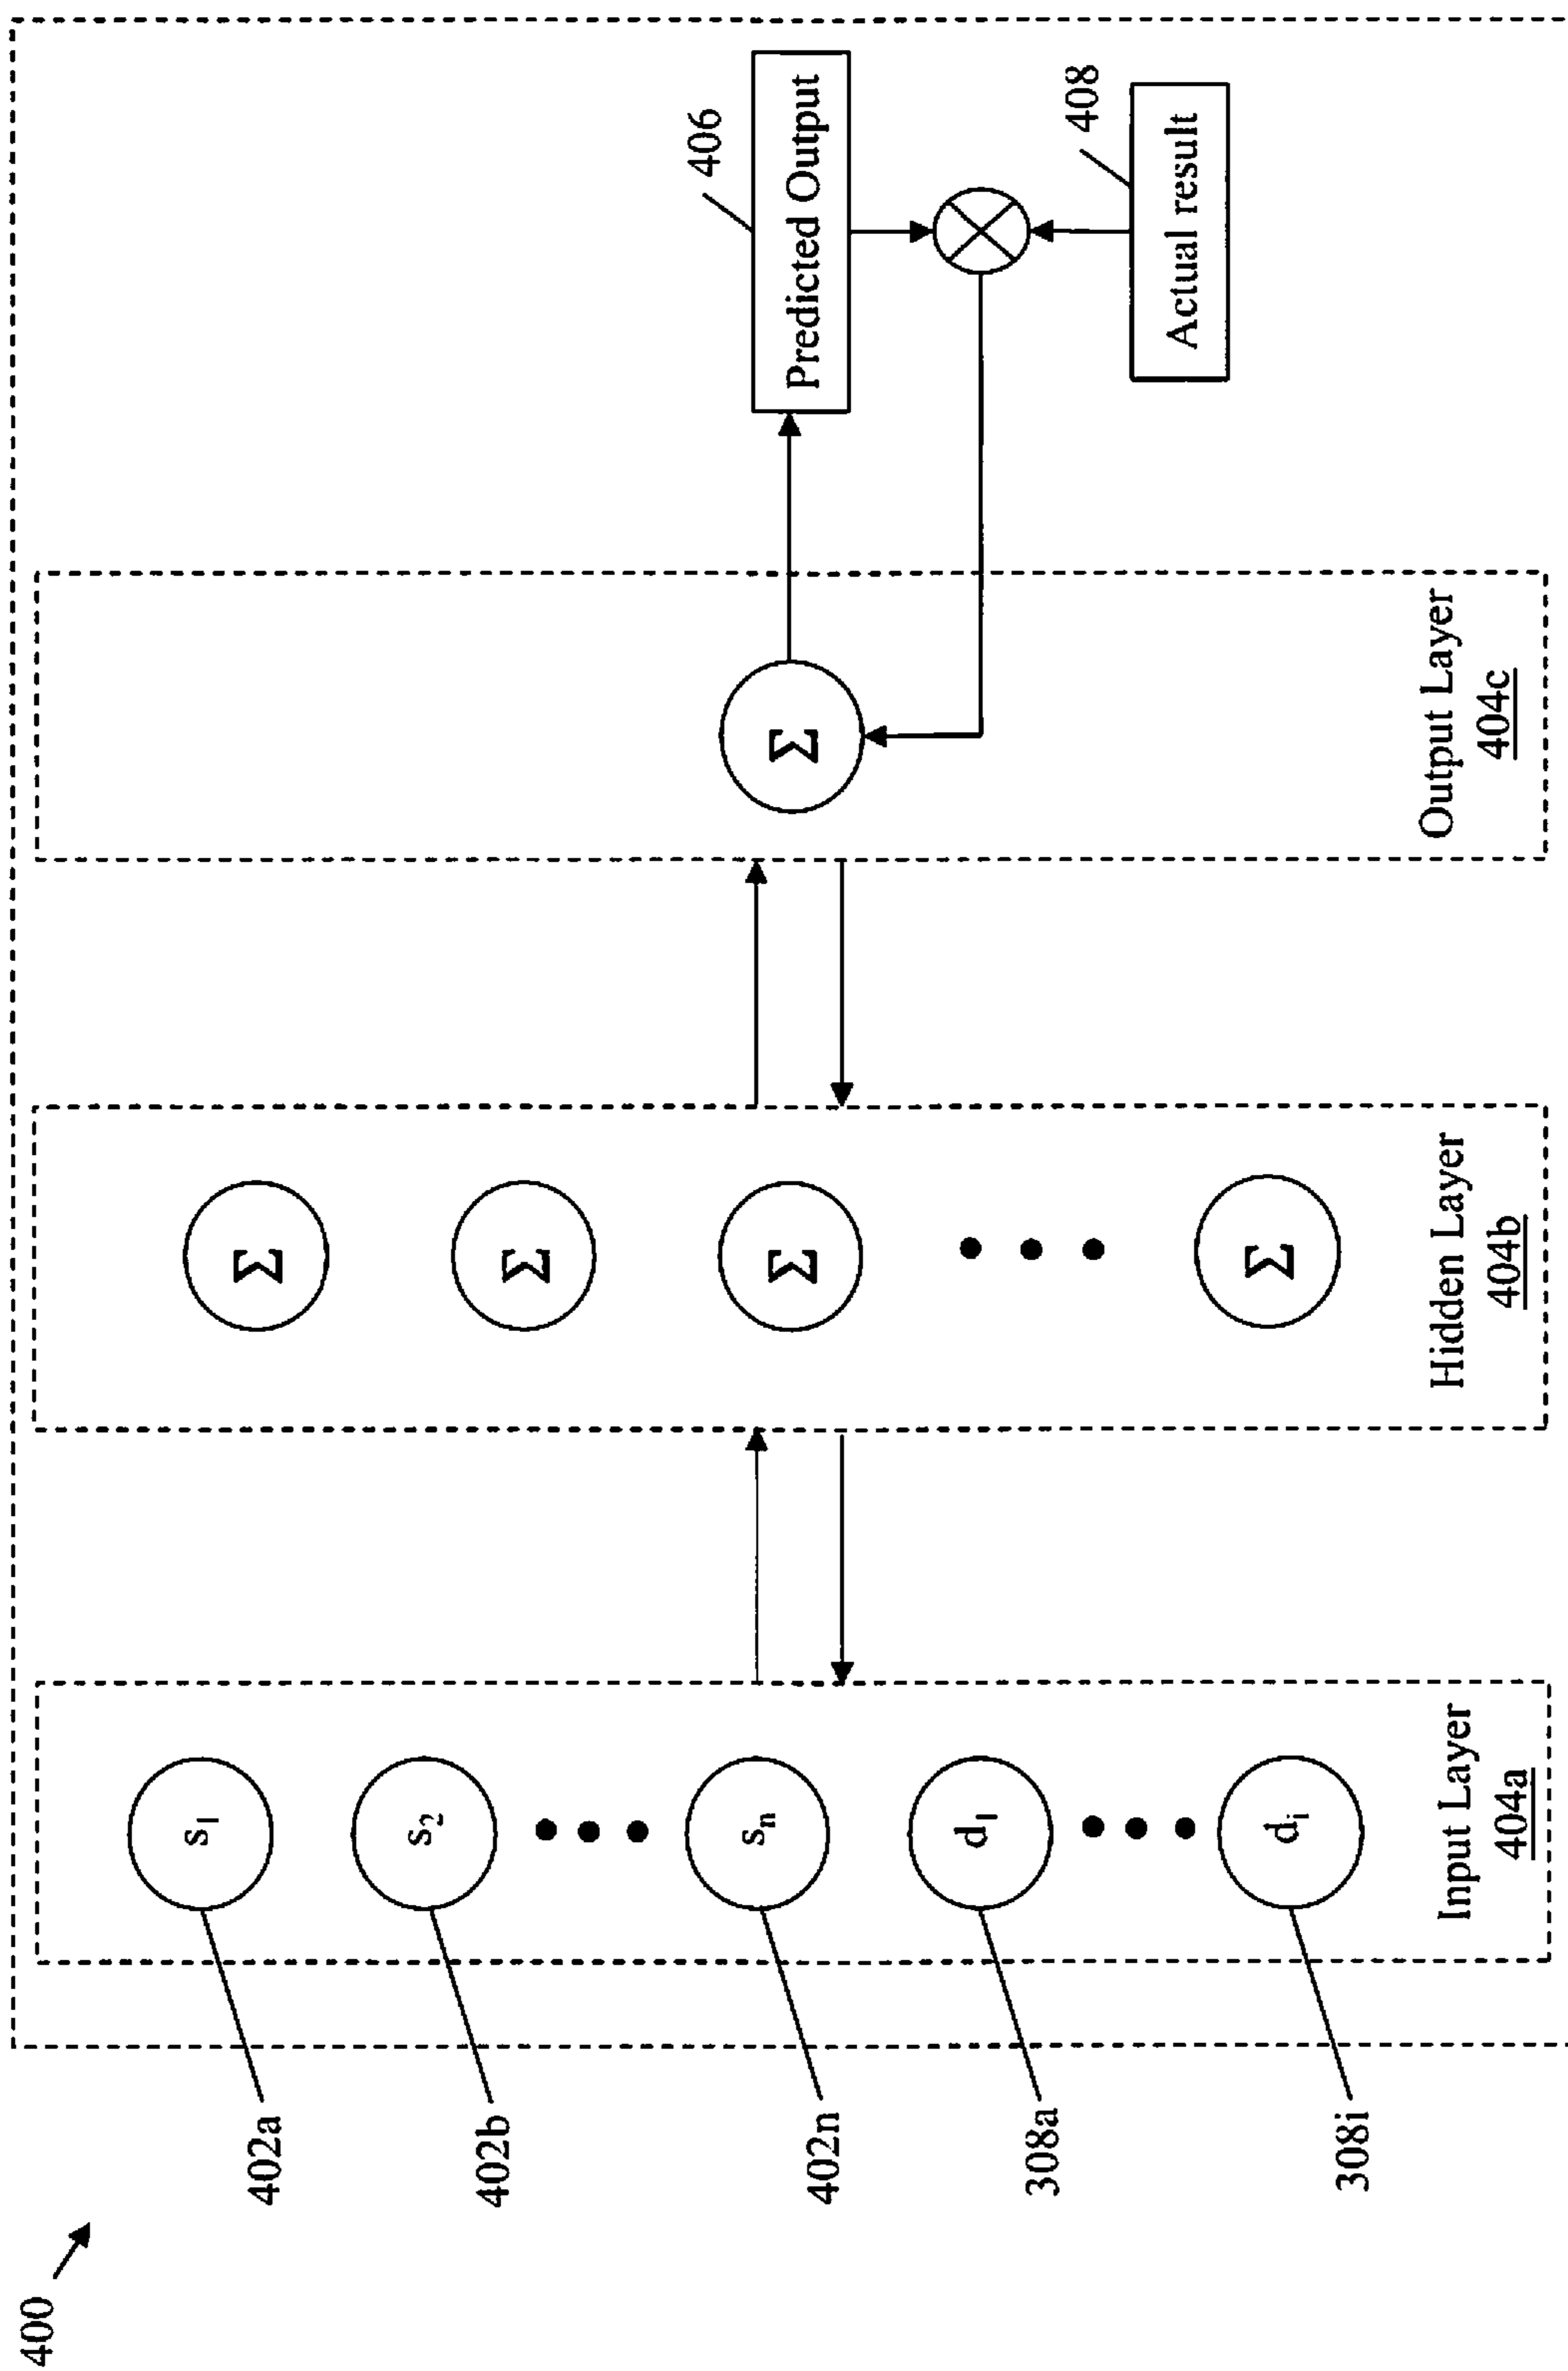 400
402a
402b
402n
308a
308i
s1
s2
sn
d1
di
Input Layer
404a
Σ
Σ
Σ
Σ
Hidden Layer
404b
Σ
Output Layer
404c
406
Predicted Output
408
Actual result